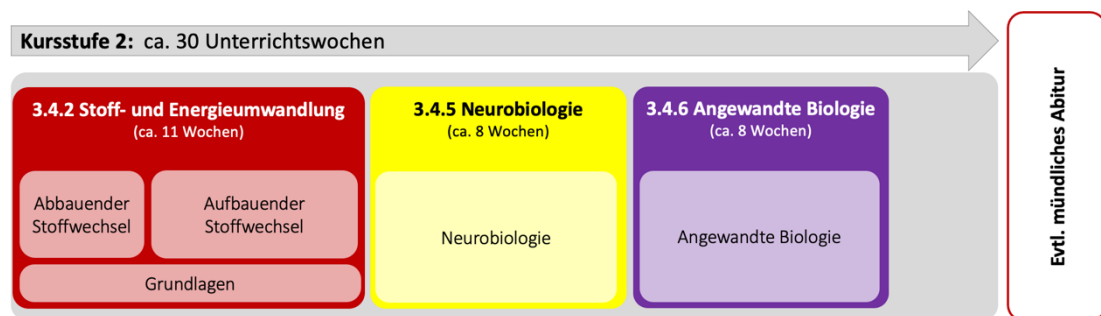 Kursstufe 2: ca. 30 Unterrichtswochen
3.4.2 Stoff- und Energieumwandlung
(ca. 11 Wochen)
Abbauender
Stoffwechsel
Aufbauender
Stoffwechsel
Grundlagen
3.4.5 Neurobiologie
(ca. 8 Wochen)
Neurobiologie
3.4.6 Angewandte Biologie
(ca. 8 Wochen)
Angewandte Biologie
Evtl. mündliches Abitur